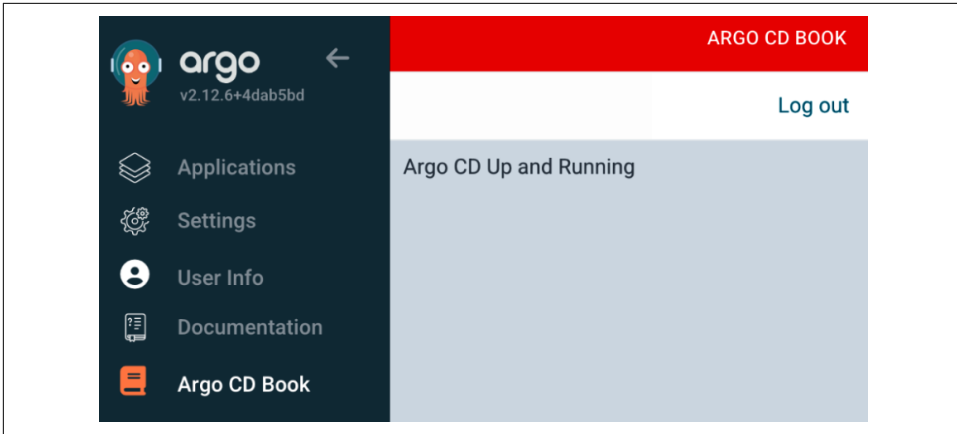 argo
v2.12.6+4dab5bd
Applications
Settings
User Info
Documentation
Argo CD Book
ARGO CD BOOK
Log out
Argo CD Up and Running